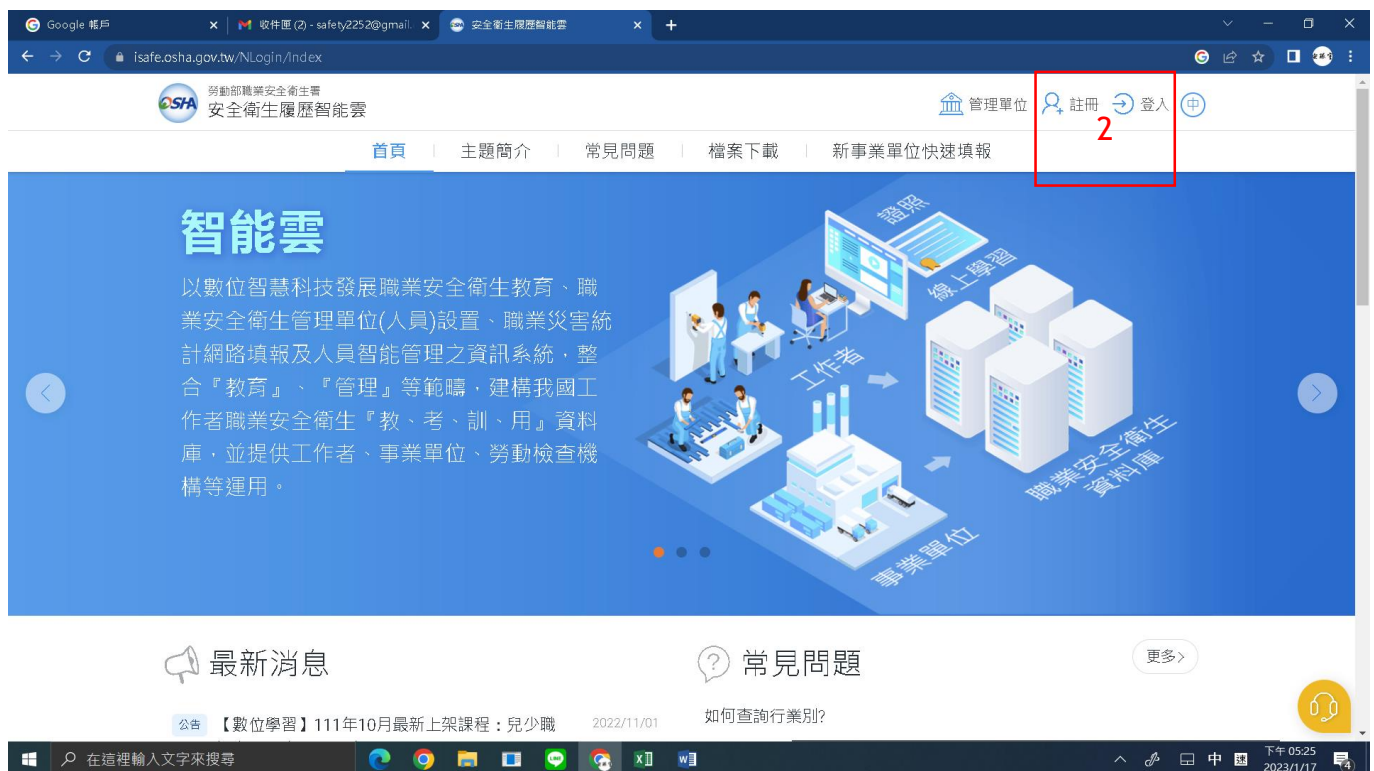 Google 帳戶
收件匣 (2) - safety2252@gmail.
安全衛生履歷智能雲
isafe.osha.gov.tw/NLogin/Index
OSHA
勞動部職業安全衛生署
安全衛生履歷智能雲
管理單位
註冊
登入
中
2
首頁
主題簡介
常見問題
檔案下載
新事業單位快速填報
智能雲
以數位智慧科技發展職業安全衛生教育、職
業安全衛生管理單位(人員)設置、職業災害統
計網路填報及人員智能管理之資訊系統，整
合『教育』、『管理』等範疇，建構我國工
作者職業安全衛生『教、考、訓、用』資料
庫，並提供工作者、事業單位、勞動檢查機
構等運用。
證照
線上學習
工作者
職業安全衛生
資料庫
事業單位
最新消息
常見問題
更多>
公告
【數位學習】111年10月最新上架課程：兒少職
2022/11/01
如何查詢行業別?
在這裡輸入文字來搜尋
中
速
下午 05:25
2023/1/17
4